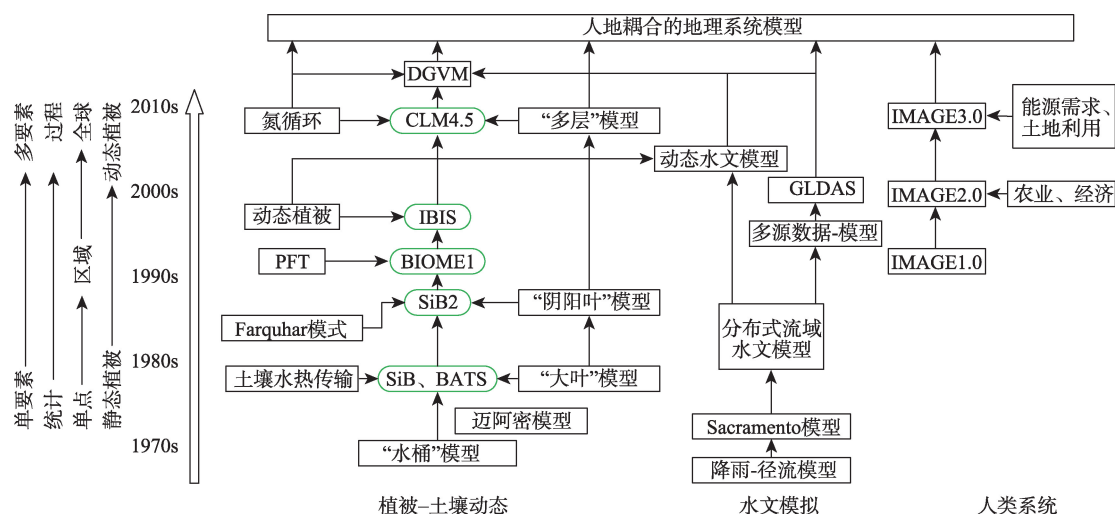 人地耦合的地理系统模型
DGVM
2010s
多要素
过程
全球
动态植被
氮循环
CLM4.5
“多层”模型
IMAGE3.0
能源需求、
土地利用
动态水文模型
2000s
GLDAS
IMAGE2.0
农业、经济
动态植被
IBIS
多源数据-模型
PFT
BIOME1
IMAGE1.0
区域
1990s
SiB2
“阴阳叶”模型
Farquhar模式
分布式流域
水文模型
1980s
单要素
统计
单点
静态植被
土壤水热传输
SiB、BATS
“大叶”模型
迈阿密模型
Sacramento模型
1970s
“水桶”模型
降雨-径流模型
植被–土壤动态
水文模拟
人类系统